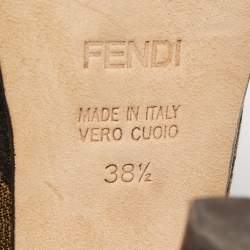 FENDI
MADE IN ITALY
VERO CUOIO
38½